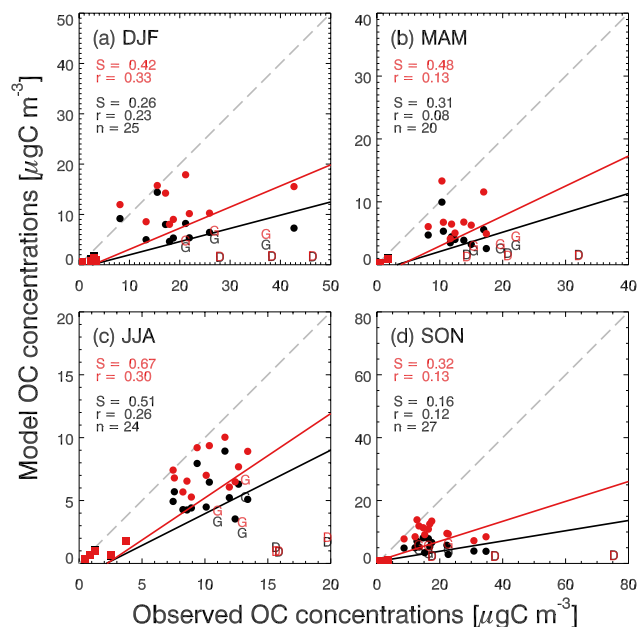 Model OC concentrations [μgC m⁻³]
(a) DJF
S = 0.42
r = 0.33
S = 0.26
r = 0.23
n = 25
50
40
30
20
10
0
0 10 20 30 40 50
G G G G
D D D
(b) MAM
S = 0.48
r = 0.13
S = 0.31
r = 0.08
n = 20
40
30
20
10
0
0 10 20 30 40
G G G G G G
D D D
(c) JJA
S = 0.67
r = 0.30
S = 0.51
r = 0.26
n = 24
20
15
10
5
0
0 5 10 15 20
G G G G G G G G
D D
(d) SON
S = 0.32
r = 0.13
S = 0.16
r = 0.12
n = 27
80
60
40
20
0
0 20 40 60 80
G G
D D D
Observed OC concentrations [μgC m⁻³]